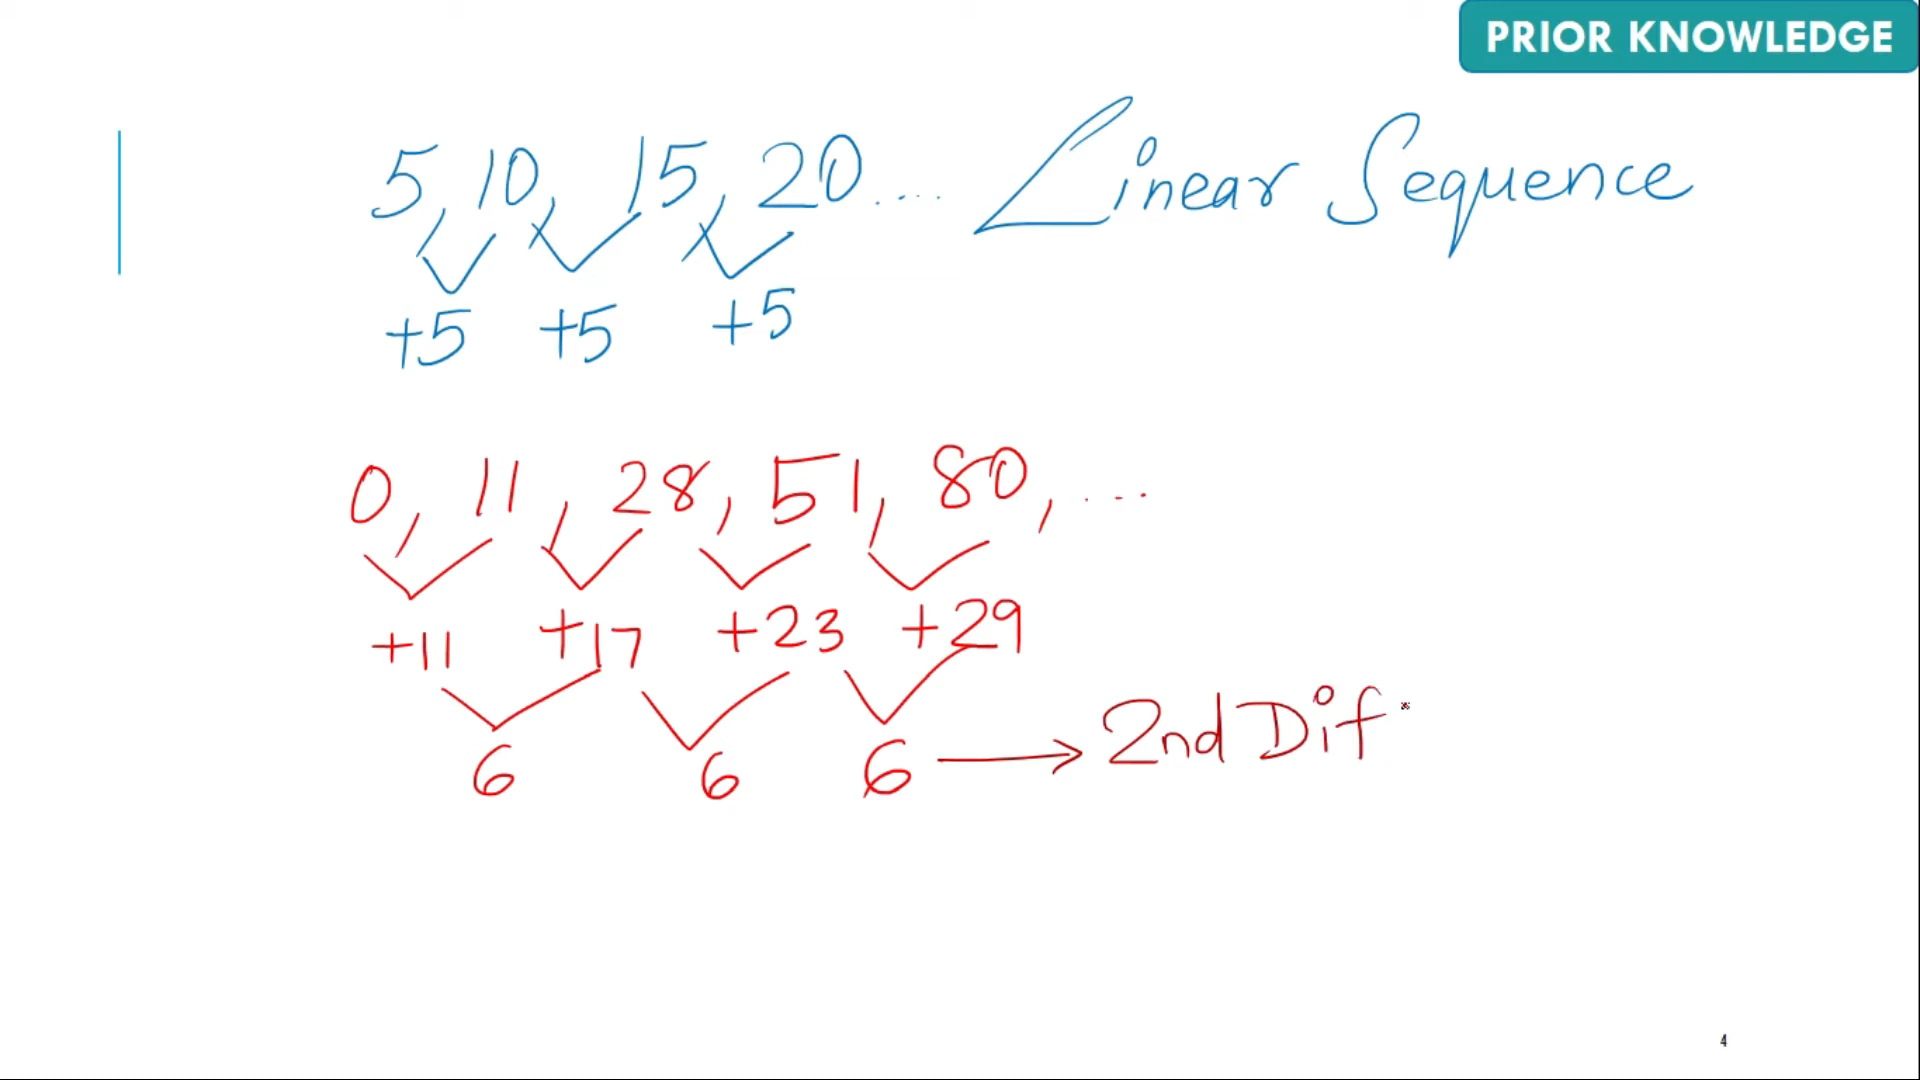 PRIOR KNOWLEDGE
5, 10, 15, 20 .... Linear Sequence
+5 +5 +5
0, 11, 28, 51, 80, ...
+11 +17 +23 +29
6 6 6 → 2nd Dif
4